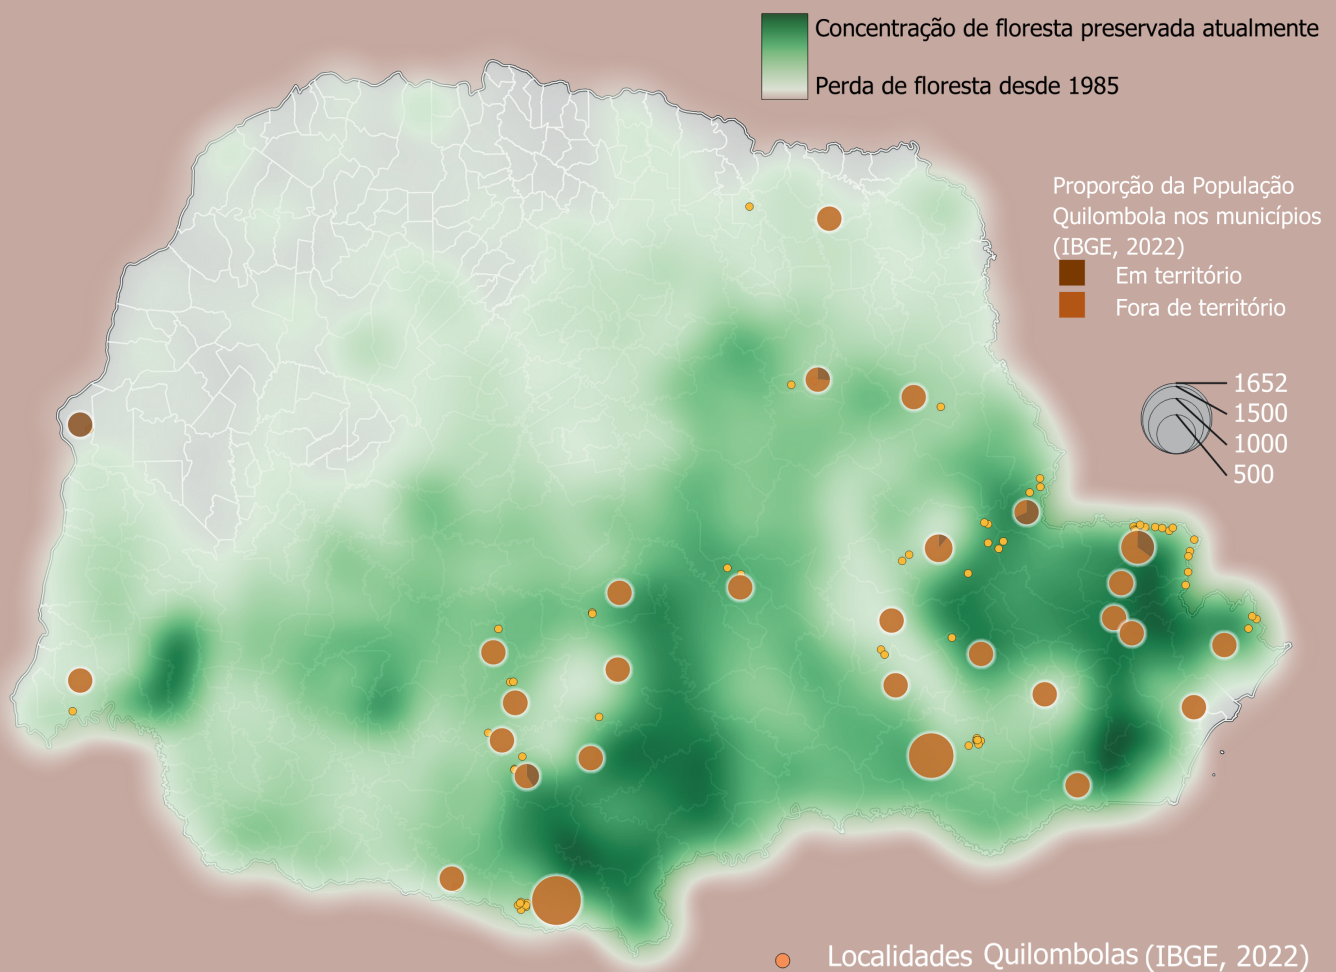 Concentração de floresta preservada atualmente
Perda de floresta desde 1985
Proporção da População
Quilombola nos municípios
(IBGE, 2022)
Em território
Fora de território
1652
1500
1000
500
Localidades Quilombolas (IBGE, 2022)